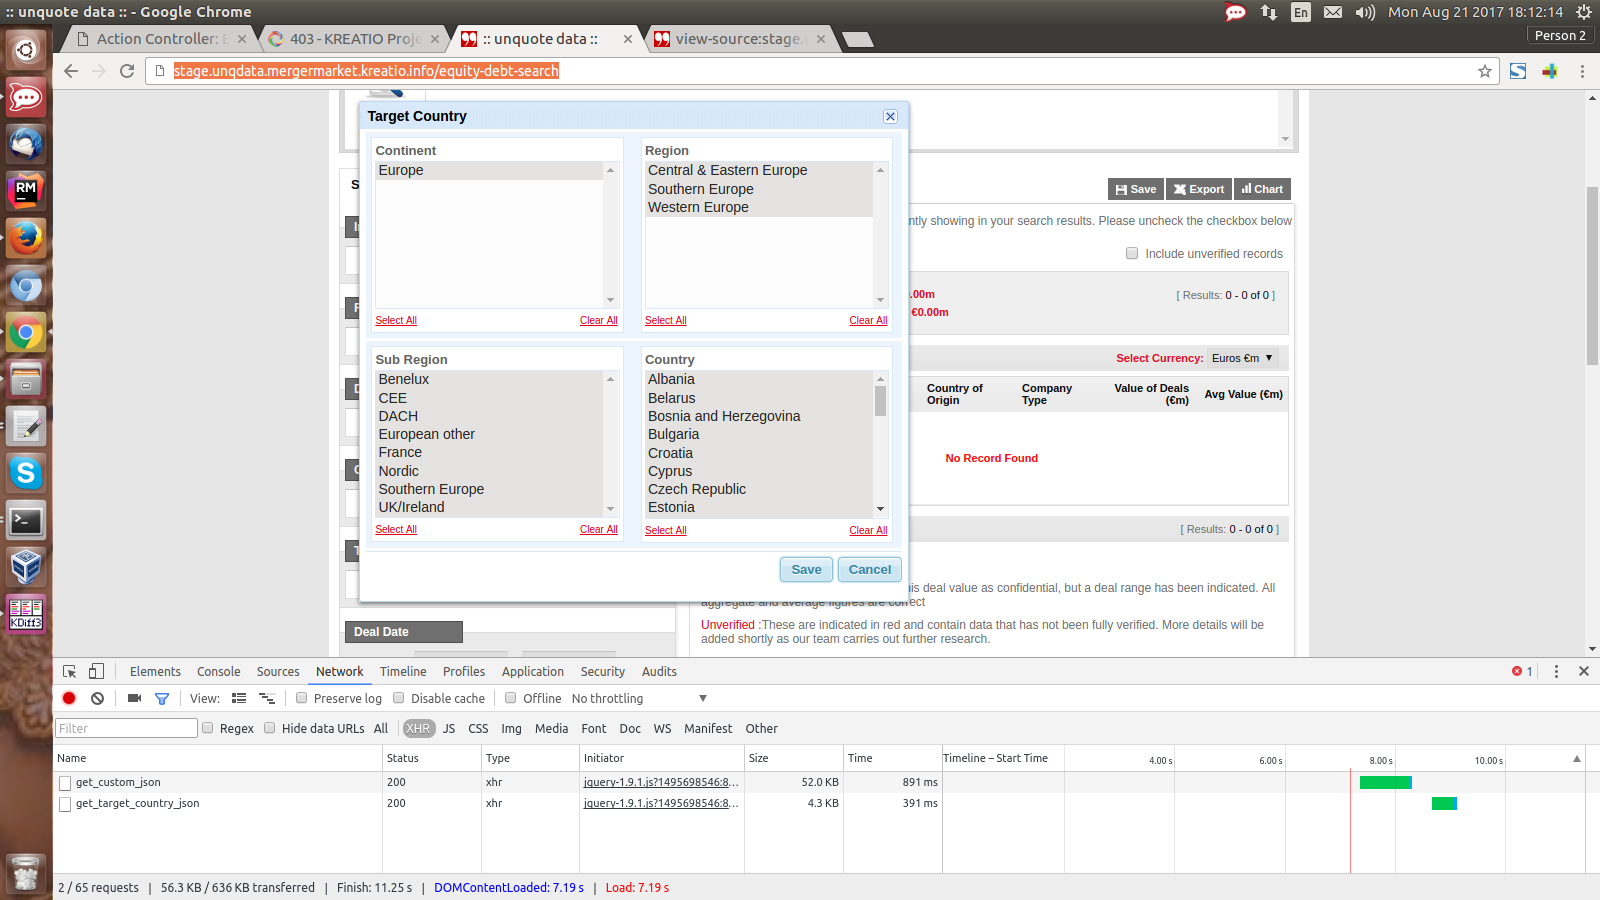 :: unquote data :: - Google Chrome
En
Mon Aug 21 2017 18:12:14
Action Controller: E
403 - KREATIO Proje
:: unquote data ::
view-source:stage.
Person 2
stage.unqdata.mergermarket.kreatio.info/equity-debt-search
Target Country
Continent
Region
Europe
Central & Eastern Europe
Southern Europe
Western Europe
Select All
Clear All
Select All
Clear All
Sub Region
Country
Benelux
CEE
DACH
European other
France
Nordic
Southern Europe
UK/Ireland
Albania
Belarus
Bosnia and Herzegovina
Bulgaria
Croatia
Cyprus
Czech Republic
Estonia
Select All
Clear All
Select All
Clear All
Save
Cancel
Deal Date
Save
Export
Chart
ntly showing in your search results. Please uncheck the checkbox below
Include unverified records
.00m
[ Results: 0 - 0 of 0 ]
€0.00m
Select Currency:
Euros €m
Country of Origin
Company Type
Value of Deals (€m)
Avg Value (€m)
No Record Found
[ Results: 0 - 0 of 0 ]
is deal value as confidential, but a deal range has been indicated. All
aggregate and average figures are correct
Unverified :These are indicated in red and contain data that has not been fully verified. More details will be
added shortly as our team carries out further research.
Elements
Console
Sources
Network
Timeline
Profiles
Application
Security
Audits
1
View:
Preserve log
Disable cache
Offline
No throttling
Filter
Regex
Hide data URLs
All
XHR
JS
CSS
Img
Media
Font
Doc
WS
Manifest
Other
Name
Status
Type
Initiator
Size
Time
Timeline – Start Time
4.00 s
6.00 s
8.00 s
10.00 s
get_custom_json
200
xhr
jquery-1.9.1.js?1495698546:8...
52.0 KB
891 ms
get_target_country_json
200
xhr
jquery-1.9.1.js?1495698546:8...
4.3 KB
391 ms
2 / 65 requests | 56.3 KB / 636 KB transferred | Finish: 11.25 s | DOMContentLoaded: 7.19 s | Load: 7.19 s
RM
KDiff3